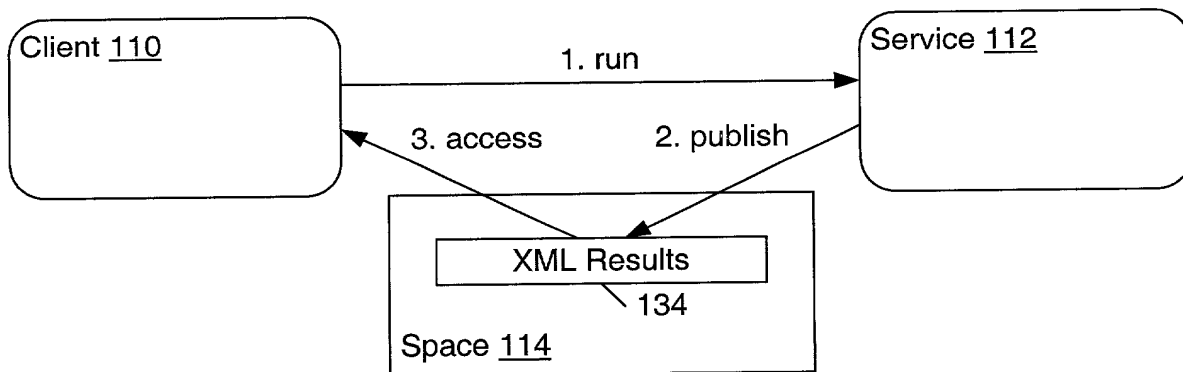 Client 110
Service 112
1. run
3. access
2. publish
XML Results
134
Space 114